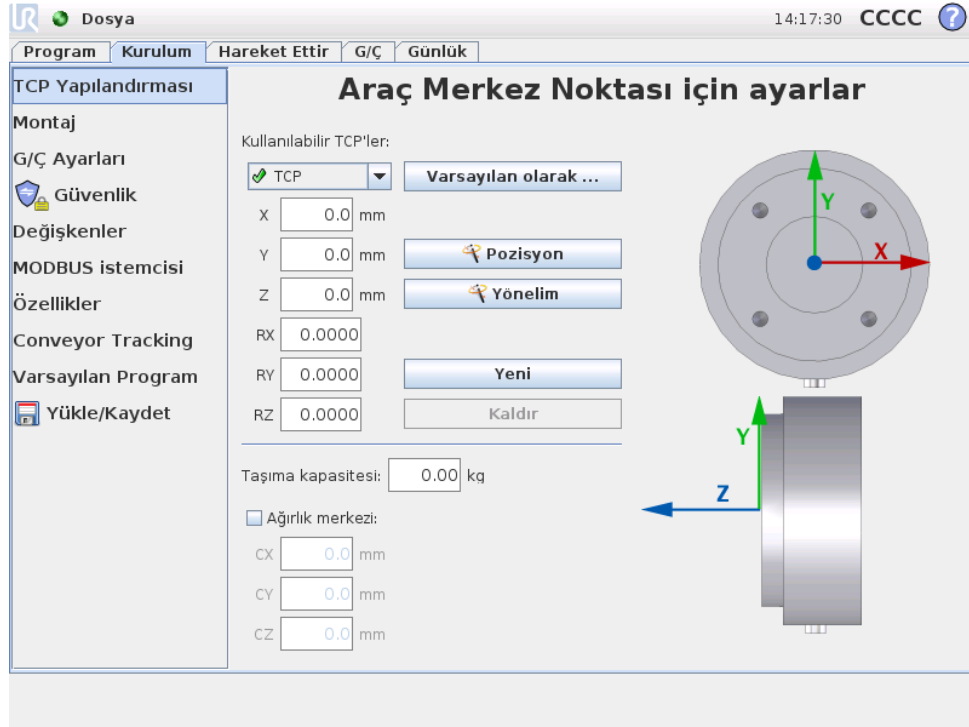 UR Dosya 14:17:30 CCCC ?
Program Kurulum Hareket Ettir G/Ç Günlük
TCP Yapılandırması
Montaj
G/Ç Ayarları
Güvenlik
Değişkenler
MODBUS istemcisi
Özellikler
Conveyor Tracking
Varsayılan Program
Yükle/Kaydet
Araç Merkez Noktası için ayarlar
Kullanılabilir TCP'ler:
TCP Varsayılan olarak ...
X 0.0 mm
Y 0.0 mm Pozisyon
Z 0.0 mm Yönelim
RX 0.0000
RY 0.0000 Yeni
RZ 0.0000 Kaldır
Taşıma kapasitesi: 0.00 kg
Ağırlık merkezi:
CX 0.0 mm
CY 0.0 mm
CZ 0.0 mm
Y
X
Y
Z